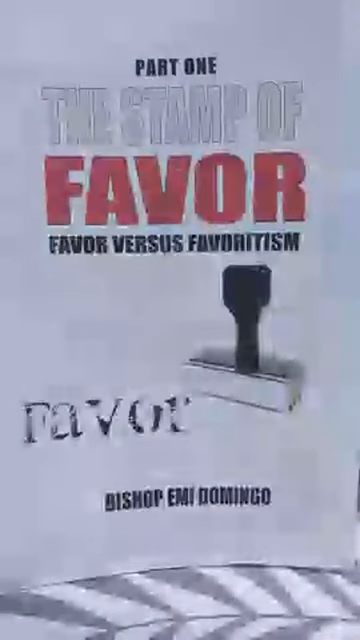 PART ONE
THE STAMP OF
FAVOR
FAVOR VERSUS FAVORITISM
Favor
BISHOP EMI DOMINGO